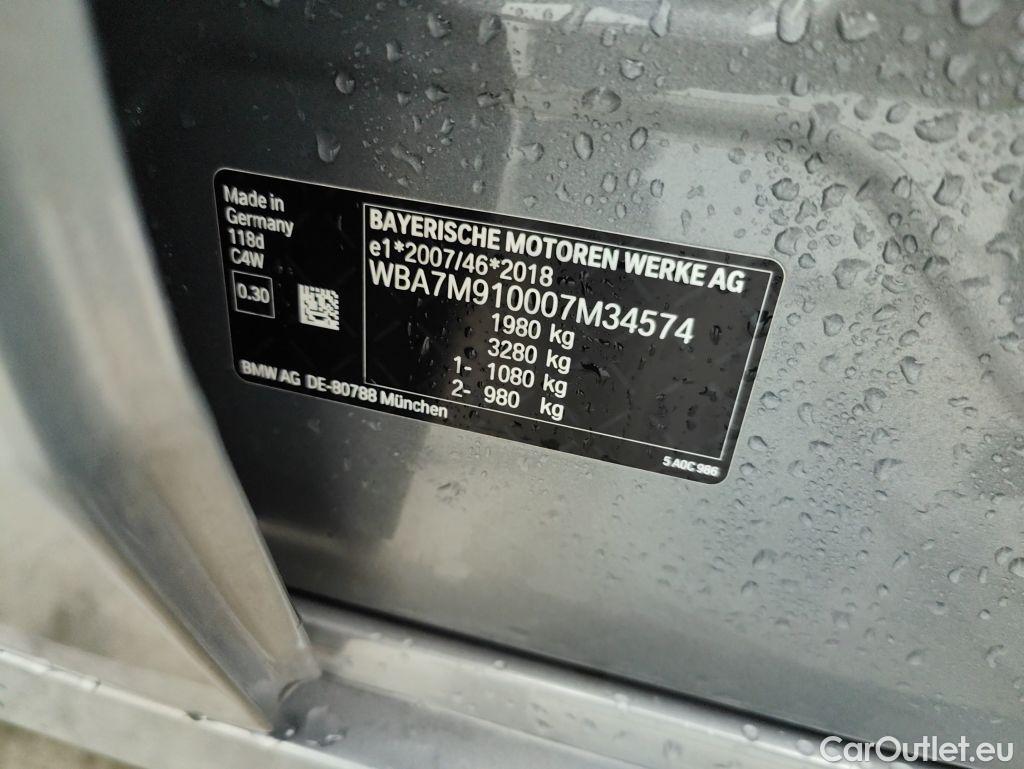 Made in
Germany
118d
C4W
0.30
BAYERISCHE MOTOREN WERKE AG
e1*2007/46*2018
WBA7M910007M34574
1980 kg
3280 kg
1- 1080 kg
2- 980 kg
BMW AG DE-80788 München
5 A0C 986
CarOutlet.eu